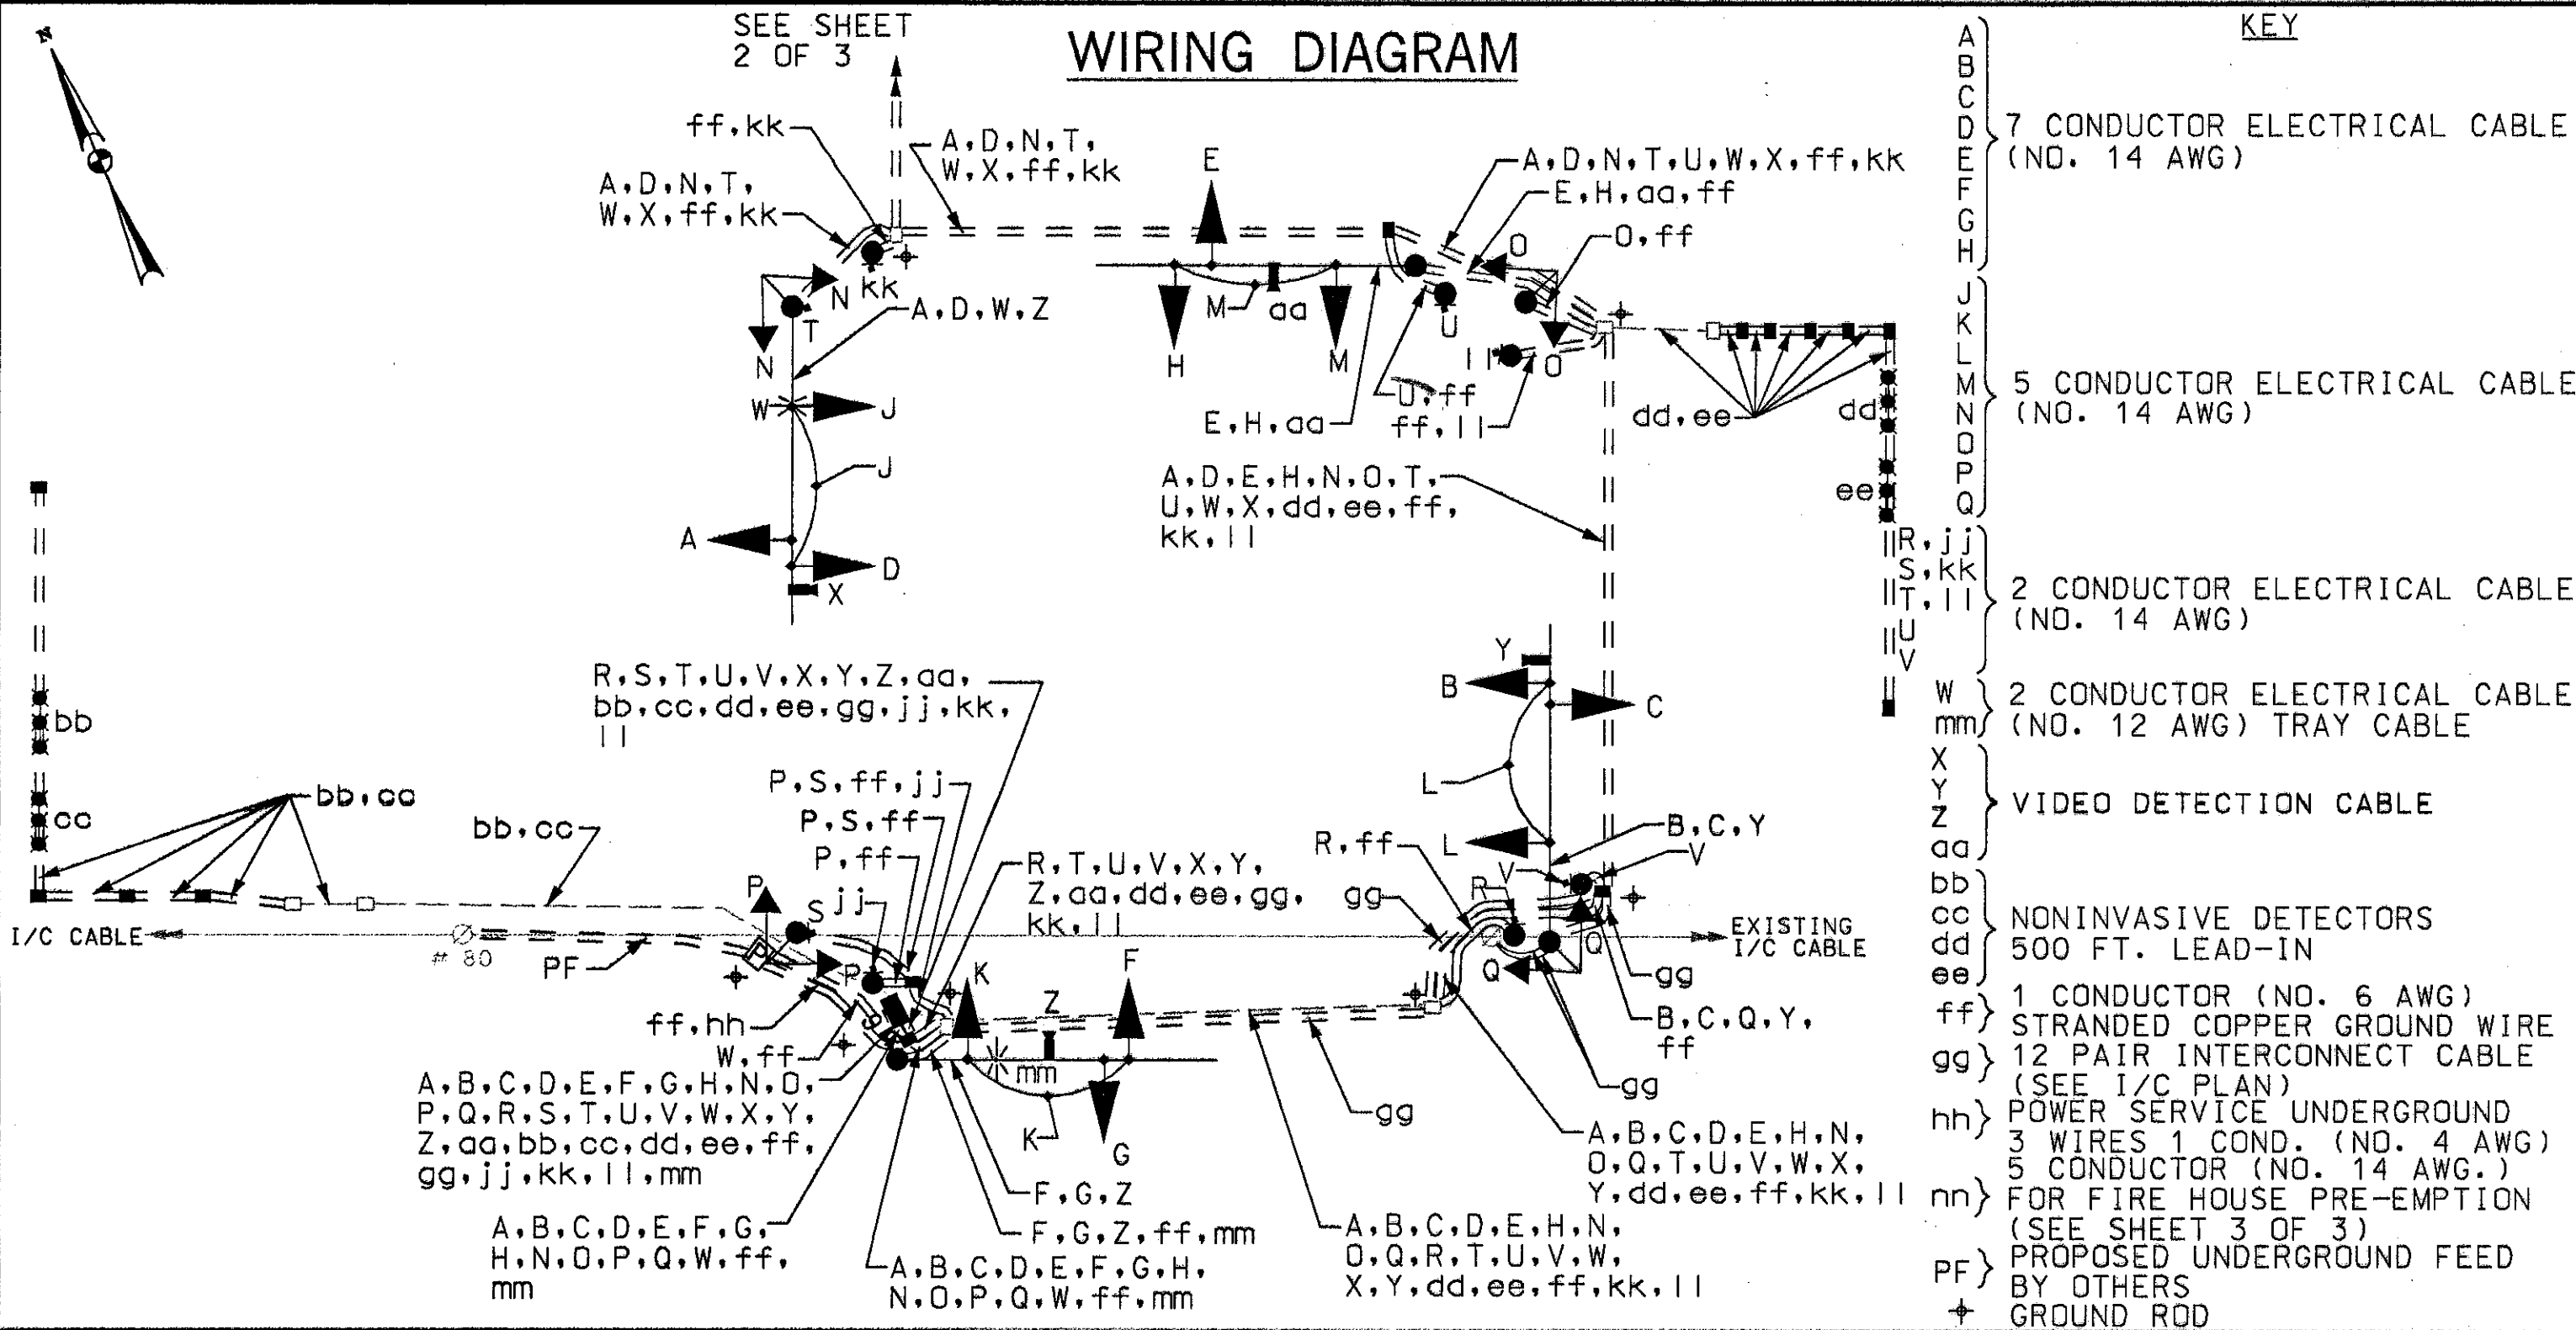 SEE SHEET
2 OF 3
WIRING DIAGRAM
N
ff,kk
A,D,N,T,
W,X,ff,kk
A,D,N,T,
W,X,ff,kk
E
A,D,N,T,U,W,X,ff,kk
E,H,aa,ff
O
O,ff
N
kk
T
N
A,D,W,Z
M
aa
H
M
U
ll
O
U,ff
E,H,aa
ff,ll
dd,ee
dd
ee
W
J
J
A
D
X
A,D,E,H,N,O,T,
U,W,X,dd,ee,ff,
kk,ll
bb
cc
bb,cc
bb,cc
R,S,T,U,V,X,Y,Z,aa,
bb,cc,dd,ee,gg,jj,kk,
ll
P,S,ff,jj
P,S,ff
P,ff
R,T,U,V,X,Y,
Z,aa,dd,ee,gg,
kk,ll
Y
B
C
L
L
B,C,Y
V
R,ff
gg
R
V
P
S
jj
I/C CABLE
# 80
PF
P
P
EXISTING
I/C CABLE
Q
Q
gg
K
F
Z
ff,hh
W,ff
S
mm
K
G
gg
gg
B,C,Q,Y,
ff
A,B,C,D,E,F,G,H,N,O,
P,Q,R,S,T,U,V,W,X,Y,
Z,aa,bb,cc,dd,ee,ff,
gg,jj,kk,ll,mm
A,B,C,D,E,F,G,
H,N,O,P,Q,W,ff,
mm
F,G,Z
F,G,Z,ff,mm
A,B,C,D,E,F,G,H,
N,O,P,Q,W,ff,mm
A,B,C,D,E,H,N,
O,Q,R,T,U,V,W,
X,Y,dd,ee,ff,kk,ll
A,B,C,D,E,H,N,
O,Q,T,U,V,W,X,
Y,dd,ee,ff,kk,ll
KEY
A
B
C
D
E
F
G
H
7 CONDUCTOR ELECTRICAL CABLE
(NO. 14 AWG)
J
K
L
M
N
O
P
Q
5 CONDUCTOR ELECTRICAL CABLE
(NO. 14 AWG)
R,jj
S,kk
T,ll
U
V
2 CONDUCTOR ELECTRICAL CABLE
(NO. 14 AWG)
W
mm
2 CONDUCTOR ELECTRICAL CABLE
(NO. 12 AWG) TRAY CABLE
X
Y
Z
aa
VIDEO DETECTION CABLE
bb
cc
dd
ee
NONINVASIVE DETECTORS
500 FT. LEAD-IN
ff
1 CONDUCTOR (NO. 6 AWG)
STRANDED COPPER GROUND WIRE
gg
12 PAIR INTERCONNECT CABLE
(SEE I/C PLAN)
hh
POWER SERVICE UNDERGROUND
3 WIRES 1 COND. (NO. 4 AWG)
nn
5 CONDUCTOR (NO. 14 AWG.)
FOR FIRE HOUSE PRE-EMPTION
(SEE SHEET 3 OF 3)
PF
PROPOSED UNDERGROUND FEED
BY OTHERS
GROUND ROD